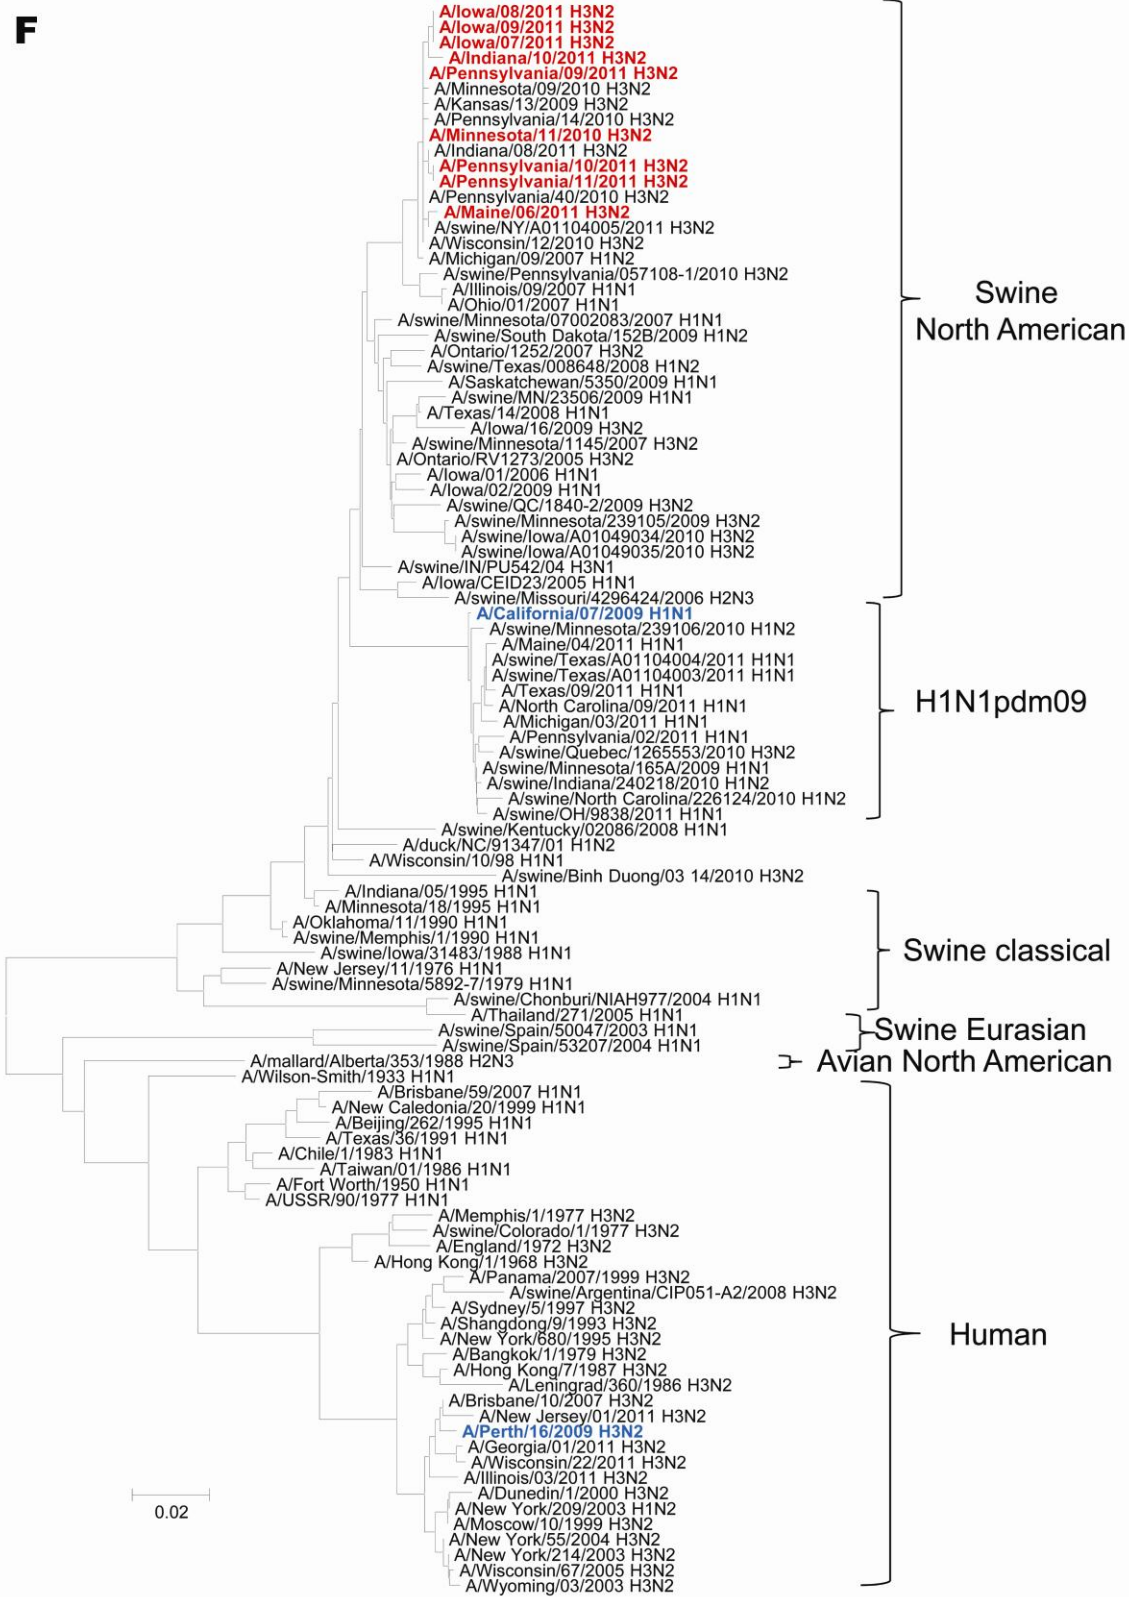 F
A/Iowa/08/2011 H3N2
A/Iowa/09/2011 H3N2
A/Iowa/07/2011 H3N2
A/Indiana/10/2011 H3N2
A/Pennsylvania/09/2011 H3N2
A/Minnesota/09/2010 H3N2
A/Kansas/13/2009 H3N2
A/Pennsylvania/14/2010 H3N2
A/Minnesota/11/2010 H3N2
A/Indiana/08/2011 H3N2
A/Pennsylvania/10/2011 H3N2
A/Pennsylvania/11/2011 H3N2
A/Pennsylvania/40/2010 H3N2
A/Maine/06/2011 H3N2
A/swine/NY/A01104005/2011 H3N2
A/Wisconsin/12/2010 H3N2
A/Michigan/09/2007 H1N2
A/swine/Pennsylvania/057108-1/2010 H3N2
A/Illinois/09/2007 H1N1
A/Ohio/01/2007 H1N1
A/swine/Minnesota/07002083/2007 H1N1
A/swine/South Dakota/152B/2009 H1N2
A/Ontario/1252/2007 H3N2
A/swine/Texas/008648/2008 H1N2
A/Saskatchewan/5350/2009 H1N1
A/swine/MN/23506/2009 H1N1
A/Texas/14/2008 H1N1
A/Iowa/16/2009 H3N2
A/swine/Minnesota/1145/2007 H3N2
A/Ontario/RV1273/2005 H3N2
A/Iowa/01/2006 H1N1
A/Iowa/02/2009 H1N1
A/swine/QC/1840-2/2009 H3N2
A/swine/Minnesota/239105/2009 H3N2
A/swine/Iowa/A01049034/2010 H3N2
A/swine/Iowa/A01049035/2010 H3N2
A/swine/IN/PU542/04 H3N1
A/Iowa/CEID23/2005 H1N1
A/swine/Missouri/4296424/2006 H2N3
Swine
North American
A/California/07/2009 H1N1
A/swine/Minnesota/239106/2010 H1N2
A/Maine/04/2011 H1N1
A/swine/Texas/A01104004/2011 H1N1
A/swine/Texas/A01104003/2011 H1N1
A/Texas/09/2011 H1N1
A/North Carolina/09/2011 H1N1
A/Michigan/03/2011 H1N1
A/Pennsylvania/02/2011 H1N1
A/swine/Quebec/1265553/2010 H3N2
A/swine/Minnesota/165A/2009 H1N1
A/swine/Indiana/240218/2010 H1N2
A/swine/North Carolina/226124/2010 H1N2
A/swine/OH/9838/2011 H1N1
H1N1pdm09
A/swine/Kentucky/02086/2008 H1N1
A/duck/NC/91347/01 H1N2
A/Wisconsin/10/98 H1N1
A/swine/Binh Duong/03 14/2010 H3N2
A/Indiana/05/1995 H1N1
A/Minnesota/18/1995 H1N1
A/Oklahoma/11/1990 H1N1
A/swine/Memphis/1/1990 H1N1
A/swine/Iowa/31483/1988 H1N1
A/New Jersey/11/1976 H1N1
A/swine/Minnesota/5892-7/1979 H1N1
A/swine/Chonburi/NIAH977/2004 H1N1
A/Thailand/271/2005 H1N1
Swine classical
A/swine/Spain/50047/2003 H1N1
A/swine/Spain/53207/2004 H1N1
Swine Eurasian
A/mallard/Alberta/353/1988 H2N3
Avian North American
A/Wilson-Smith/1933 H1N1
A/Brisbane/59/2007 H1N1
A/New Caledonia/20/1999 H1N1
A/Beijing/262/1995 H1N1
A/Texas/36/1991 H1N1
A/Chile/1/1983 H1N1
A/Taiwan/01/1986 H1N1
A/Fort Worth/1950 H1N1
A/USSR/90/1977 H1N1
A/Memphis/1/1977 H3N2
A/swine/Colorado/1/1977 H3N2
A/England/1972 H3N2
A/Hong Kong/1/1968 H3N2
A/Panama/2007/1999 H3N2
A/swine/Argentina/CIP051-A2/2008 H3N2
A/Sydney/5/1997 H3N2
A/Shangdong/9/1993 H3N2
A/New York/680/1995 H3N2
A/Bangkok/1/1979 H3N2
A/Hong Kong/7/1987 H3N2
A/Leningrad/360/1986 H3N2
A/Brisbane/10/2007 H3N2
A/New Jersey/01/2011 H3N2
A/Perth/16/2009 H3N2
A/Georgia/01/2011 H3N2
A/Wisconsin/22/2011 H3N2
A/Illinois/03/2011 H3N2
A/Dunedin/1/2000 H3N2
A/New York/209/2003 H1N2
A/Moscow/10/1999 H3N2
A/New York/55/2004 H3N2
A/New York/214/2003 H3N2
A/Wisconsin/67/2005 H3N2
A/Wyoming/03/2003 H3N2
Human
0.02